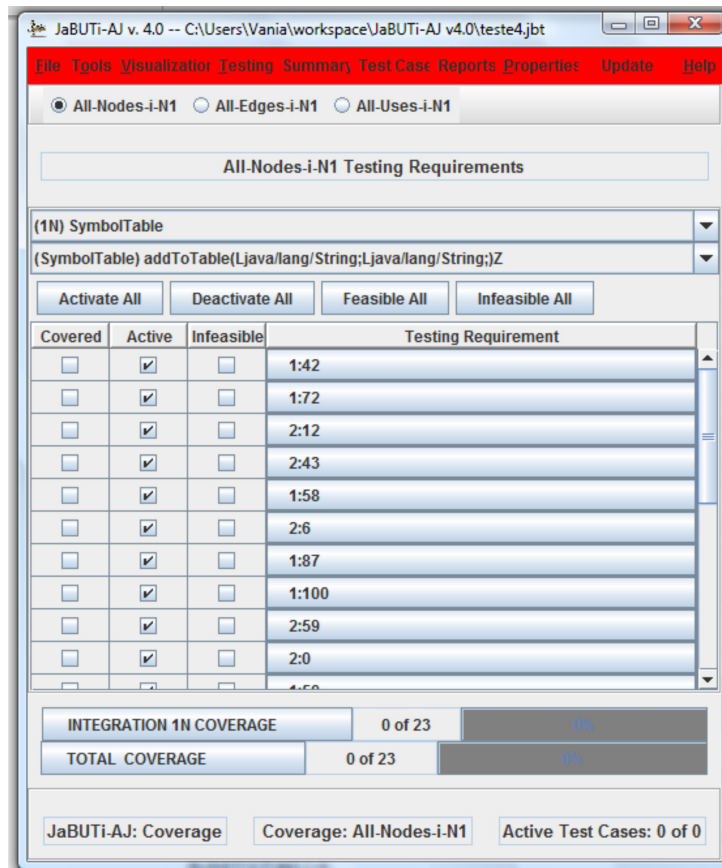 JaBUTi-AJ v. 4.0 -- C:\Users\Vania\workspace\JaBUTi-AJ v4.0\teste4.jbt
File Tools Visualization Testing Summary Test Case Reports Properties Update Help
All-Nodes-i-N1 All-Edges-i-N1 All-Uses-i-N1
All-Nodes-i-N1 Testing Requirements
(1N) SymbolTable
(SymbolTable) addToTable(Ljava/lang/String;Ljava/lang/String;)Z
Activate All Deactivate All Feasible All Infeasible All
Covered Active Infeasible Testing Requirement
1:42
1:72
2:12
2:43
1:58
2:6
1:87
1:100
2:59
2:0
INTEGRATION 1N COVERAGE 0 of 23 0%
TOTAL COVERAGE 0 of 23 0%
JaBUTi-AJ: Coverage Coverage: All-Nodes-i-N1 Active Test Cases: 0 of 0